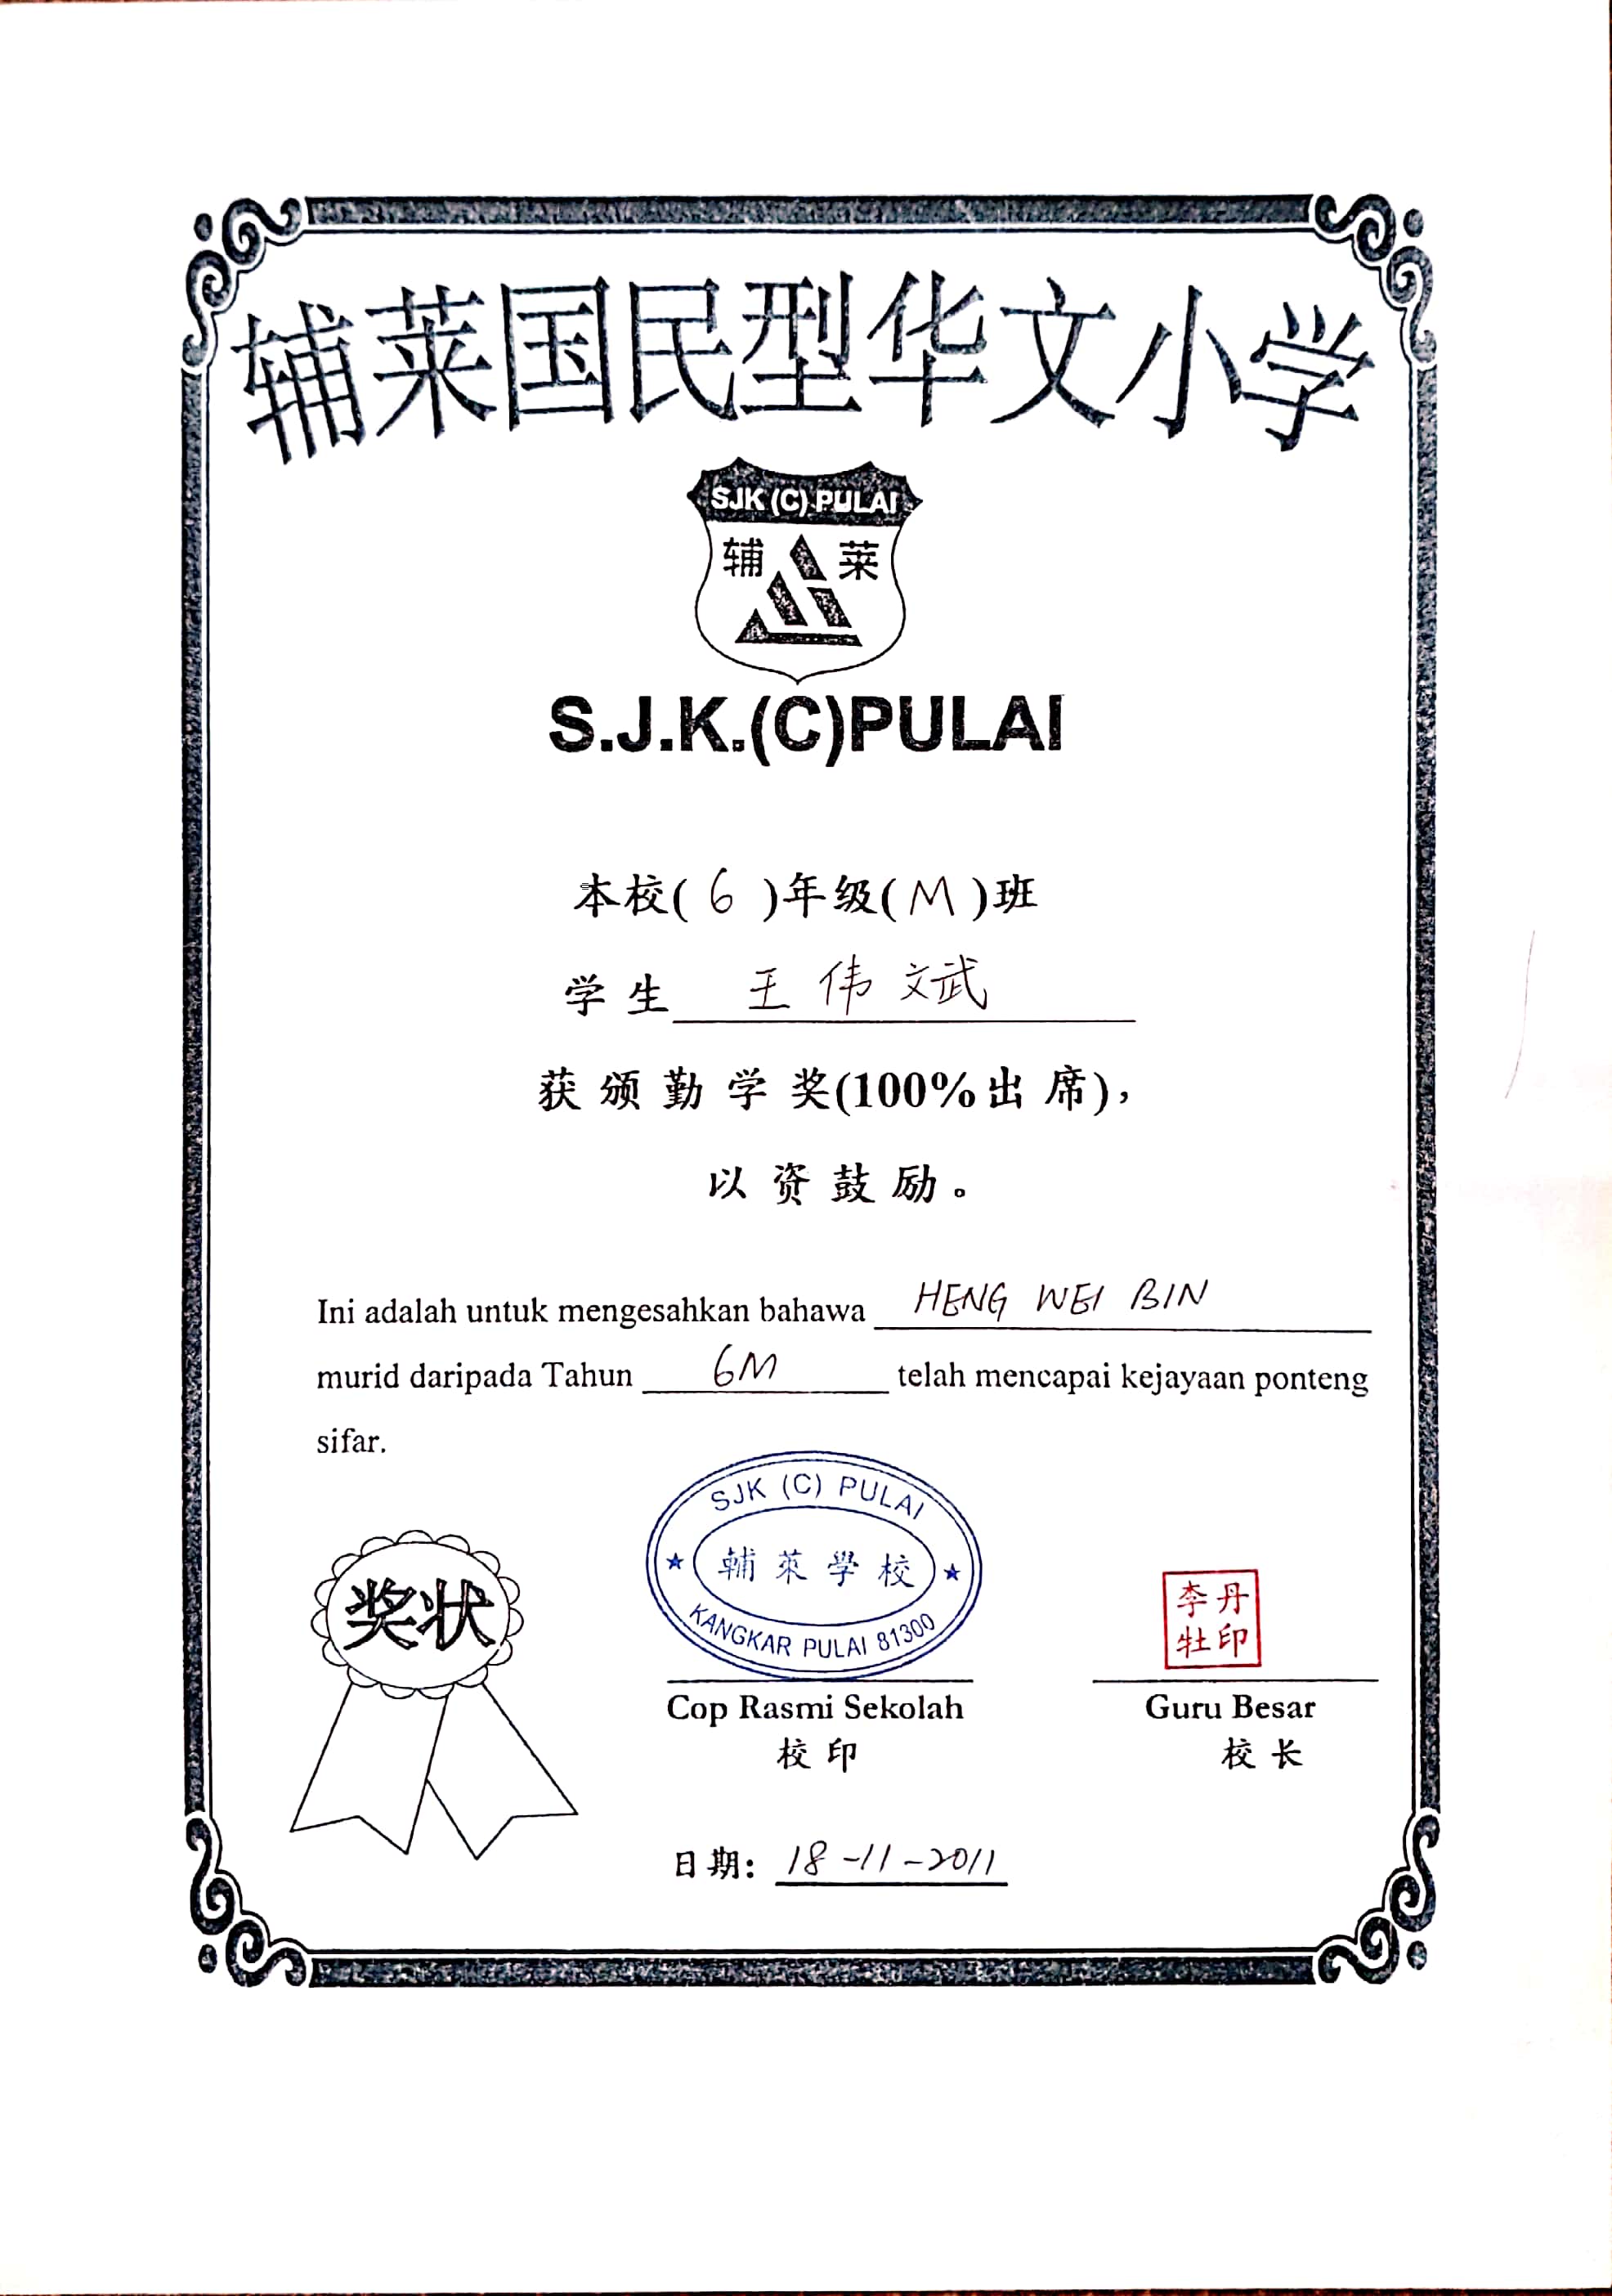 辅莱国民型华文小学
SJK (C) PULAI
辅 莱
S.J.K.(C)PULAI
本校( 6 )年级( M )班
学生 王伟斌
获颁勤学奖(100%出席),
以资鼓励。
Ini adalah untuk mengesahkan bahawa HENG WEI BIN
murid daripada Tahun 6M telah mencapai kejayaan ponteng
sifar.
奖状
SJK (C) PULAI
輔萊學校
KANGKAR PULAI 81300
李丹
牡印
Cop Rasmi Sekolah
校印
Guru Besar
校长
日期: 18-11-2011